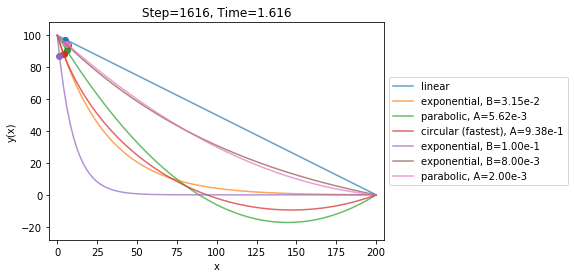 Step=1616, Time=1.616
100
80
60
40
20
0
−20
y(x)
0 25 50 75 100 125 150 175 200
x
linear
exponential, B=3.15e-2
parabolic, A=5.62e-3
circular (fastest), A=9.38e-1
exponential, B=1.00e-1
exponential, B=8.00e-3
parabolic, A=2.00e-3